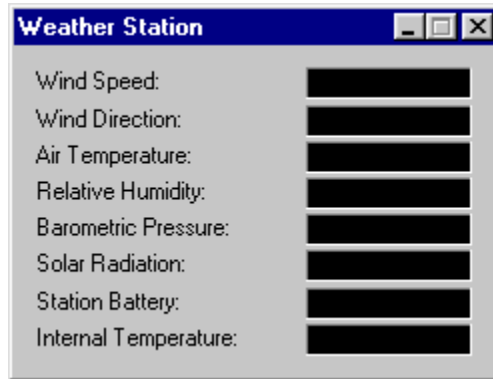 Weather Station
Wind Speed:
Wind Direction:
Air Temperature:
Relative Humidity:
Barometric Pressure:
Solar Radiation:
Station Battery:
Internal Temperature: